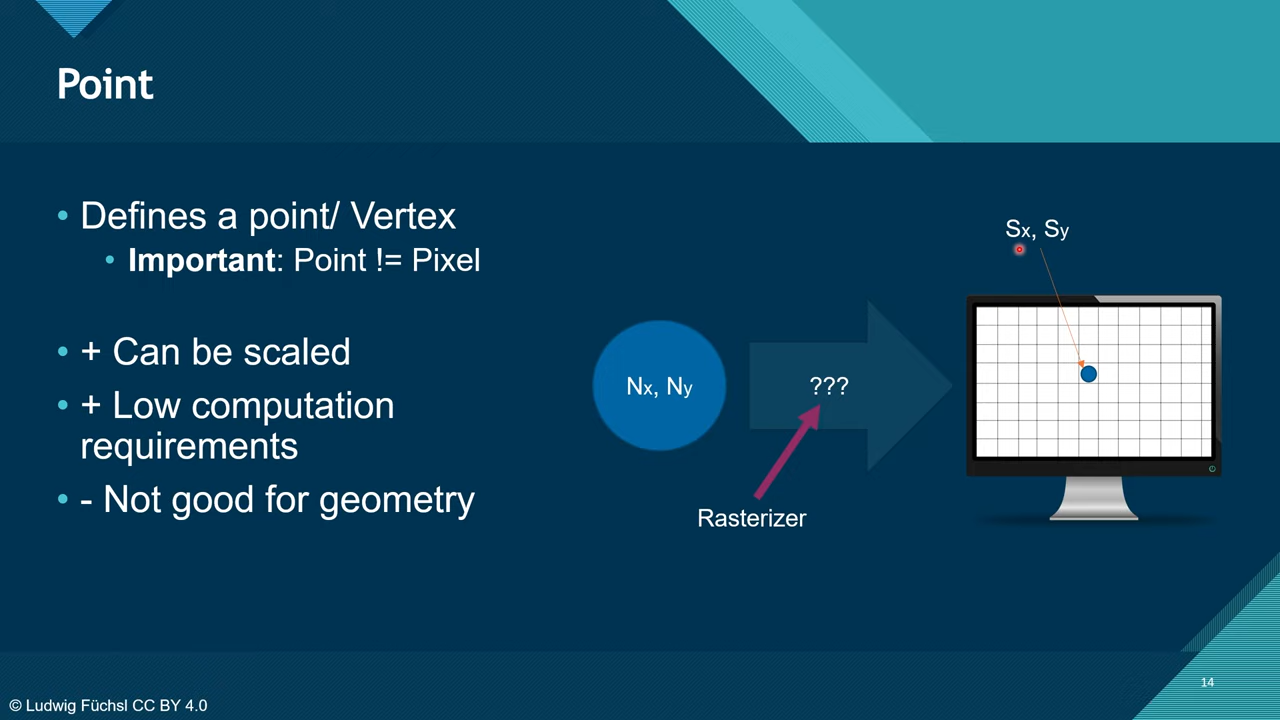 Point
• Defines a point/ Vertex
• Important: Point != Pixel
• + Can be scaled
• + Low computation
requirements
• - Not good for geometry
Nx, Ny
???
Rasterizer
Sx, Sy
14
© Ludwig Füchsl CC BY 4.0